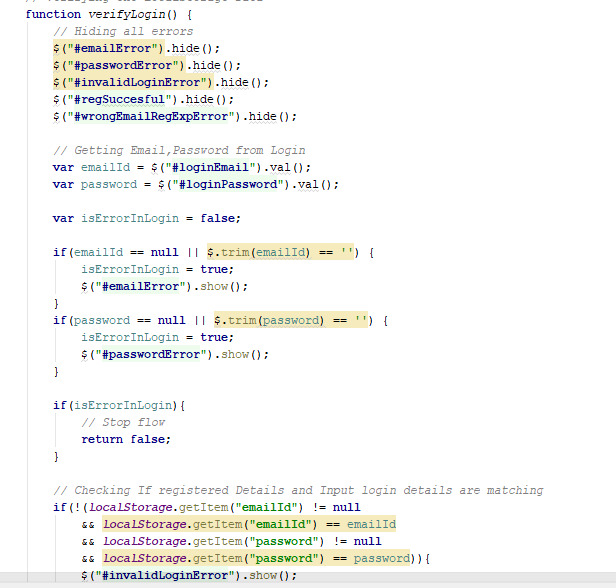 function verifyLogin() {
// Hiding all errors
$("#emailError").hide();
$("#passwordError").hide();
$("#invalidLoginError").hide();
$("#regSuccesful").hide();
$("#wrongEmailRegExpError").hide();
// Getting Email,Password from Login
var emailId = $("#loginEmail").val();
var password = $("#loginPassword").val();
var isErrorInLogin = false;
if(emailId == null || $.trim(emailId) == '') {
isErrorInLogin = true;
$("#emailError").show();
}
if(password == null || $.trim(password) == '') {
isErrorInLogin = true;
$("#passwordError").show();
}
if(isErrorInLogin){
// Stop flow
return false;
}
// Checking If registered Details and Input login details are matching
if(!(localStorage.getItem("emailId") != null
&& localStorage.getItem("emailId") == emailId
&& localStorage.getItem("password") != null
&& localStorage.getItem("password") == password)){
$("#invalidLoginError").show();